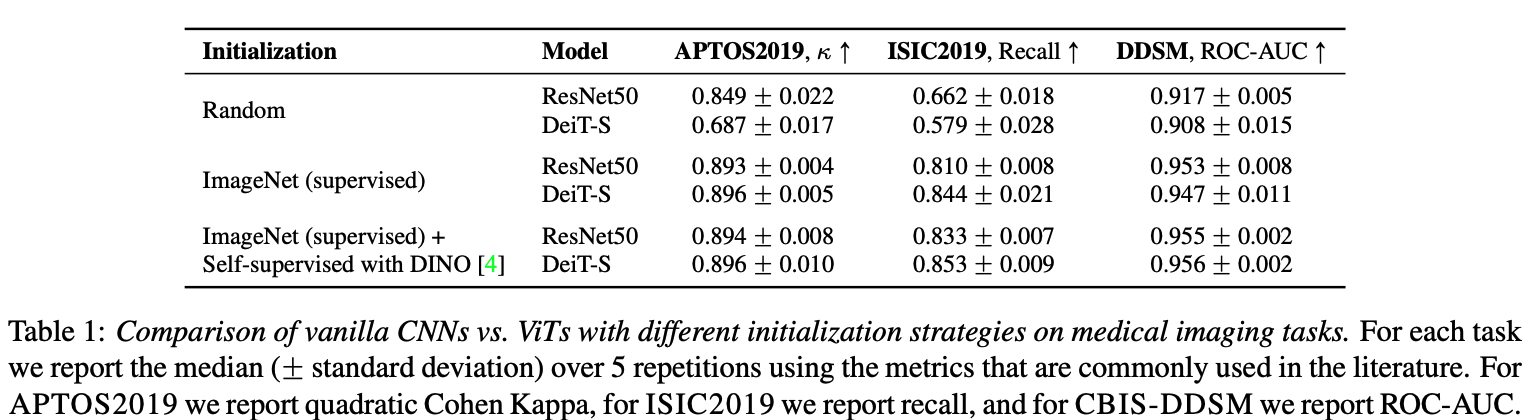 Initialization Model APTOS2019, κ ↑ ISIC2019, Recall ↑ DDSM, ROC-AUC ↑
Random ResNet50 0.849 ± 0.022 0.662 ± 0.018 0.917 ± 0.005
DeiT-S 0.687 ± 0.017 0.579 ± 0.028 0.908 ± 0.015
ImageNet (supervised) ResNet50 0.893 ± 0.004 0.810 ± 0.008 0.953 ± 0.008
DeiT-S 0.896 ± 0.005 0.844 ± 0.021 0.947 ± 0.011
ImageNet (supervised) + ResNet50 0.894 ± 0.008 0.833 ± 0.007 0.955 ± 0.002
Self-supervised with DINO [4] DeiT-S 0.896 ± 0.010 0.853 ± 0.009 0.956 ± 0.002
Table 1: Comparison of vanilla CNNs vs. ViTs with different initialization strategies on medical imaging tasks. For each task
we report the median (± standard deviation) over 5 repetitions using the metrics that are commonly used in the literature. For
APTOS2019 we report quadratic Cohen Kappa, for ISIC2019 we report recall, and for CBIS-DDSM we report ROC-AUC.